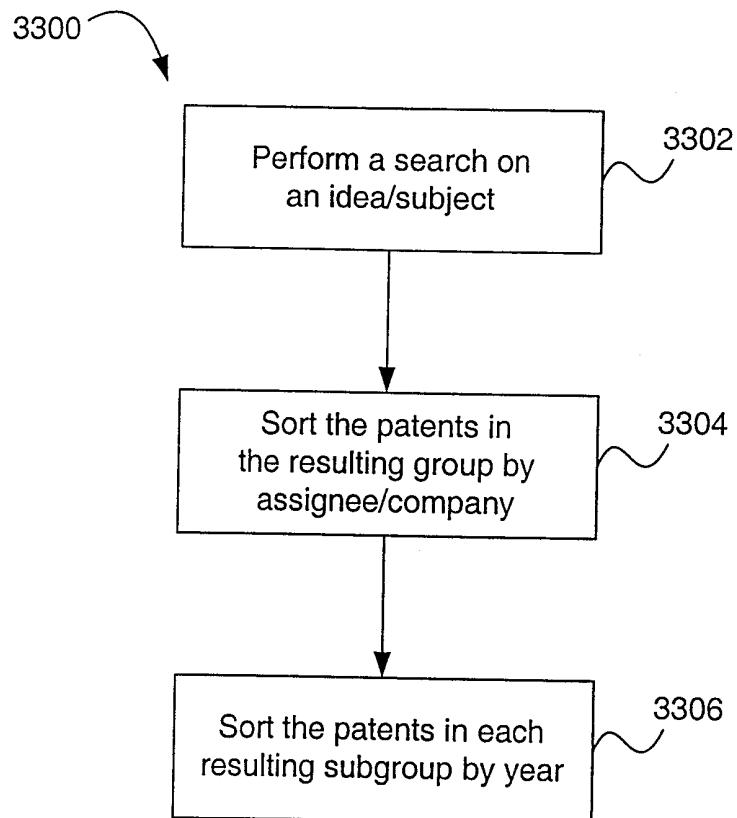 3300
Perform a search on
an idea/subject
3302
Sort the patents in
the resulting group by
assignee/company
3304
Sort the patents in each
resulting subgroup by year
3306